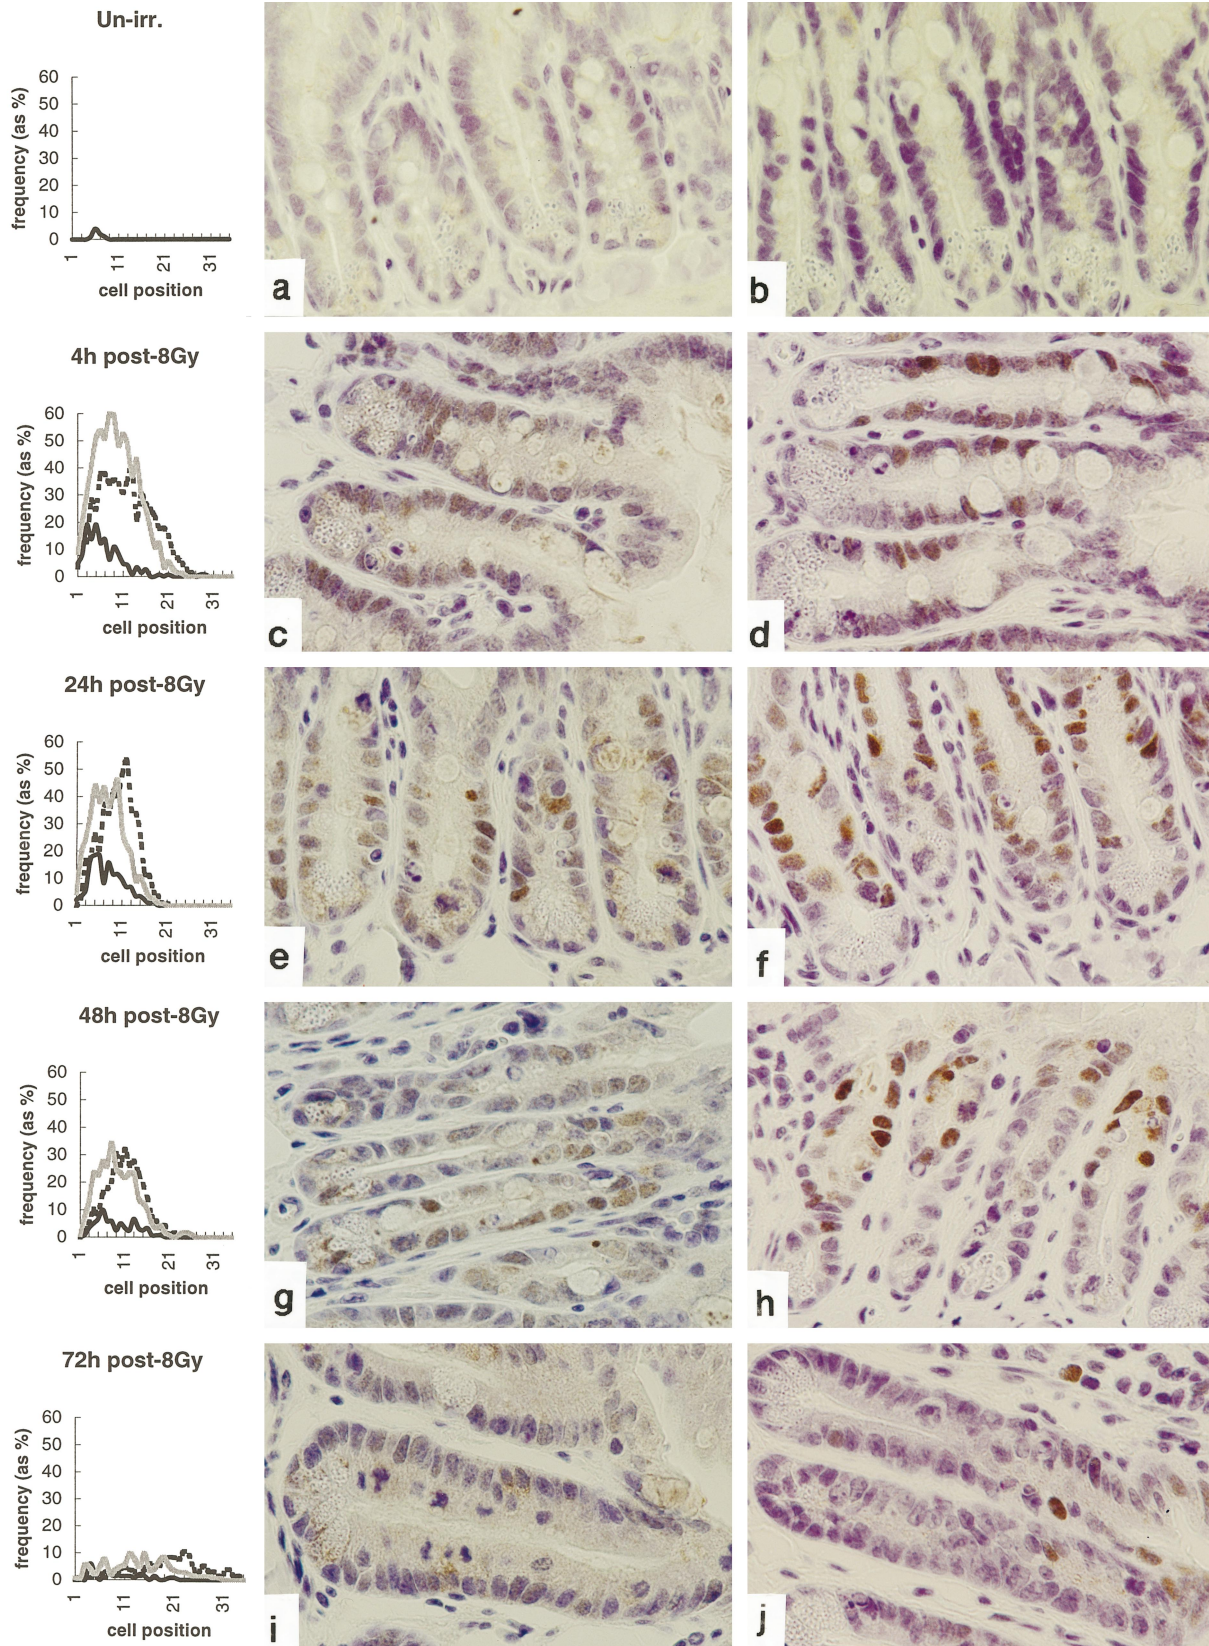 Un-irr.
frequency (as %)
60
50
40
30
20
10
0
1
11
21
31
cell position
a
b
4h post-8Gy
frequency (as %)
60
50
40
30
20
10
0
1
11
21
31
cell position
c
d
24h post-8Gy
frequency (as %)
60
50
40
30
20
10
0
1
11
21
31
cell position
e
f
48h post-8Gy
frequency (as %)
60
50
40
30
20
10
0
1
11
21
31
cell position
g
h
72h post-8Gy
frequency (as %)
60
50
40
30
20
10
0
1
11
21
31
cell position
i
j